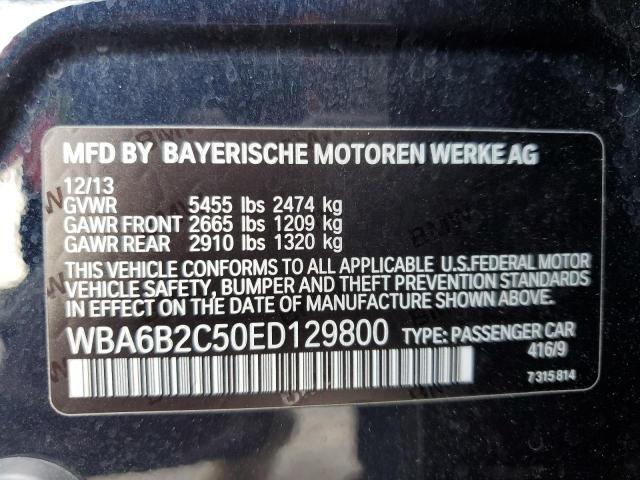 MFD BY BAYERISCHE MOTOREN WERKE AG
12/13
GVWR 5455 lbs 2474 kg
GAWR FRONT 2665 lbs 1209 kg
GAWR REAR 2910 lbs 1320 kg
THIS VEHICLE CONFORMS TO ALL APPLICABLE U.S.FEDERAL MOTOR
VEHICLE SAFETY, BUMPER AND THEFT PREVENTION STANDARDS
IN EFFECT ON THE DATE OF MANUFACTURE SHOWN ABOVE.
WBA6B2C50ED129800 TYPE: PASSENGER CAR
416/9
7315814